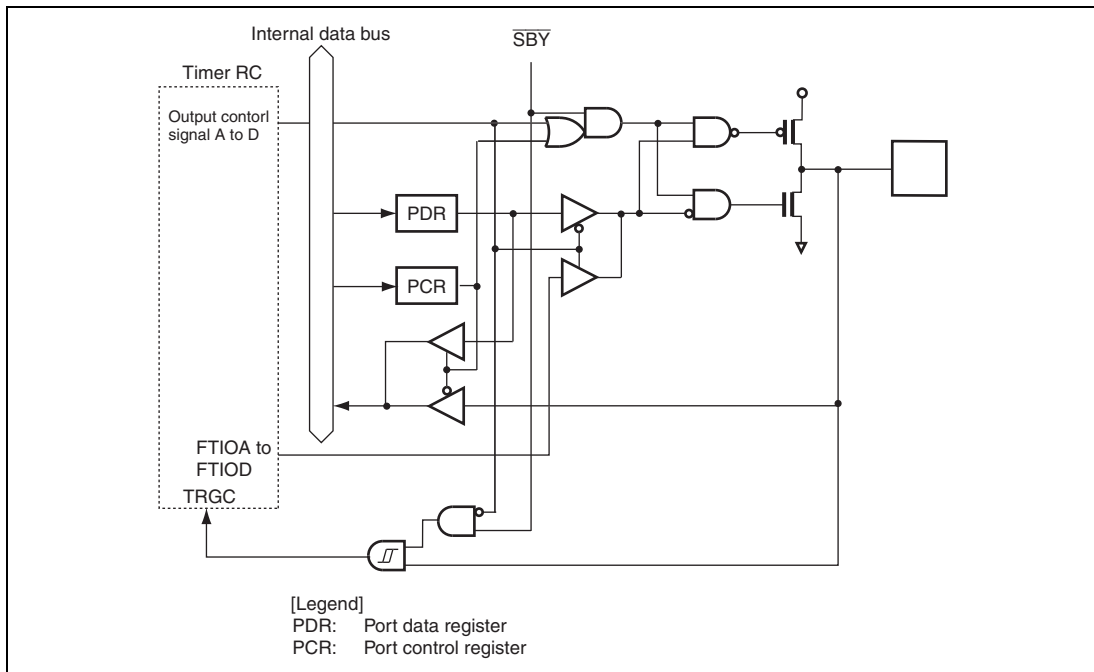 Internal data bus
SBY
Timer RC
Output contorl
signal A to D
PDR
PCR
FTIOA to
FTIOD
TRGC
[Legend]
PDR: Port data register
PCR: Port control register